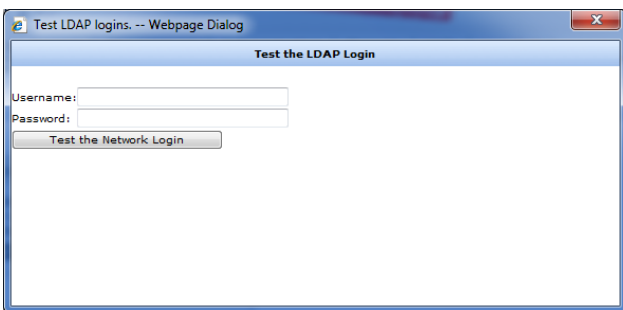 Test LDAP logins. -- Webpage Dialog
Test the LDAP Login
Username:
Password:
Test the Network Login